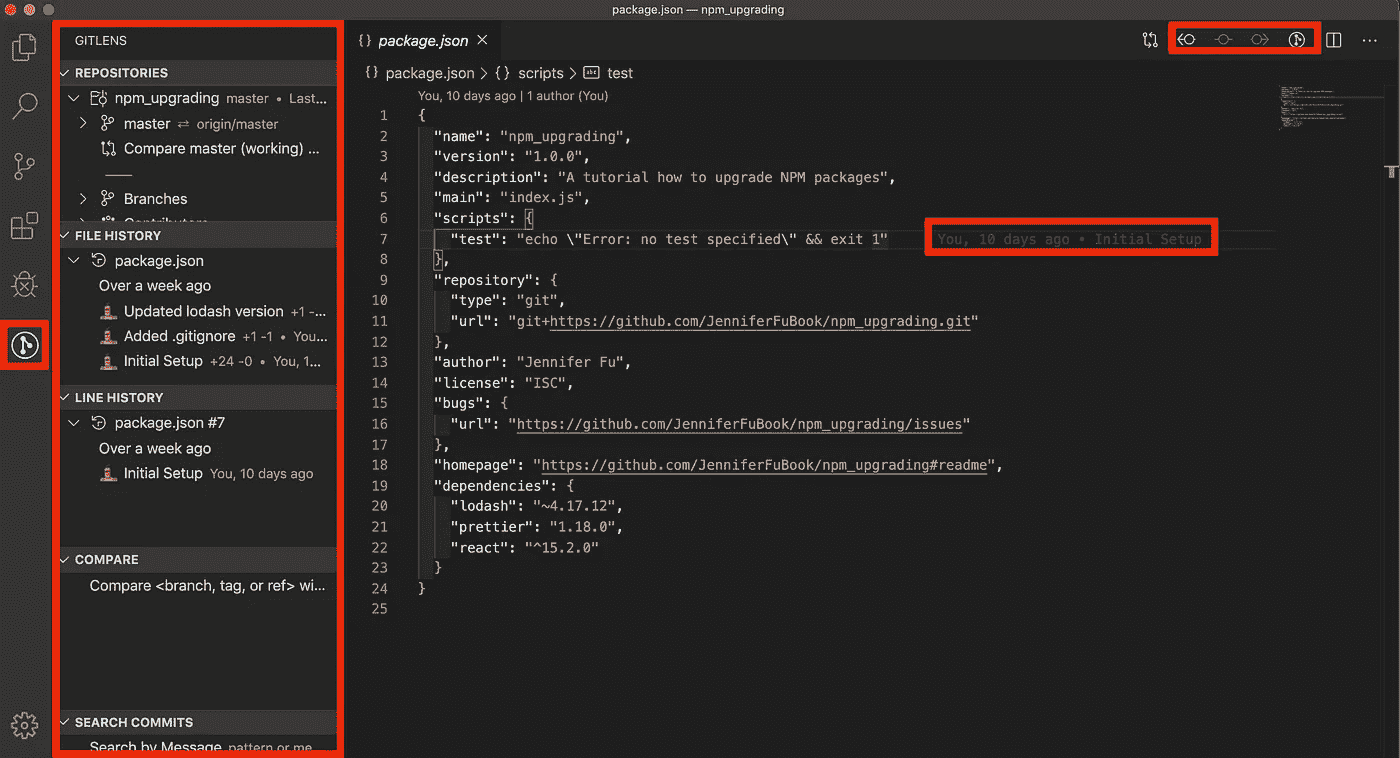 package.json — npm_upgrading
GITLENS
REPOSITORIES
npm_upgrading master • Last...
master ⇌ origin/master
Compare master (working) ...
Branches
Contributors
FILE HISTORY
package.json
Over a week ago
Updated lodash version +1 -...
Added .gitignore +1 -1 • You...
Initial Setup +24 -0 • You, 1...
LINE HISTORY
package.json #7
Over a week ago
Initial Setup You, 10 days ago
COMPARE
Compare <branch, tag, or ref> wi...
SEARCH COMMITS
Search by Message pattern or me
{} package.json ×
{} package.json > {} scripts > abc test
You, 10 days ago | 1 author (You)
1 {
2 "name": "npm_upgrading",
3 "version": "1.0.0",
4 "description": "A tutorial how to upgrade NPM packages",
5 "main": "index.js",
6 "scripts": {
7 "test": "echo \"Error: no test specified\" && exit 1" You, 10 days ago • Initial Setup
8 },
9 "repository": {
10 "type": "git",
11 "url": "git+https://github.com/JenniferFuBook/npm_upgrading.git"
12 },
13 "author": "Jennifer Fu",
14 "license": "ISC",
15 "bugs": {
16 "url": "https://github.com/JenniferFuBook/npm_upgrading/issues"
17 },
18 "homepage": "https://github.com/JenniferFuBook/npm_upgrading#readme",
19 "dependencies": {
20 "lodash": "~4.17.12",
21 "prettier": "1.18.0",
22 "react": "^15.2.0"
23 }
24 }
25